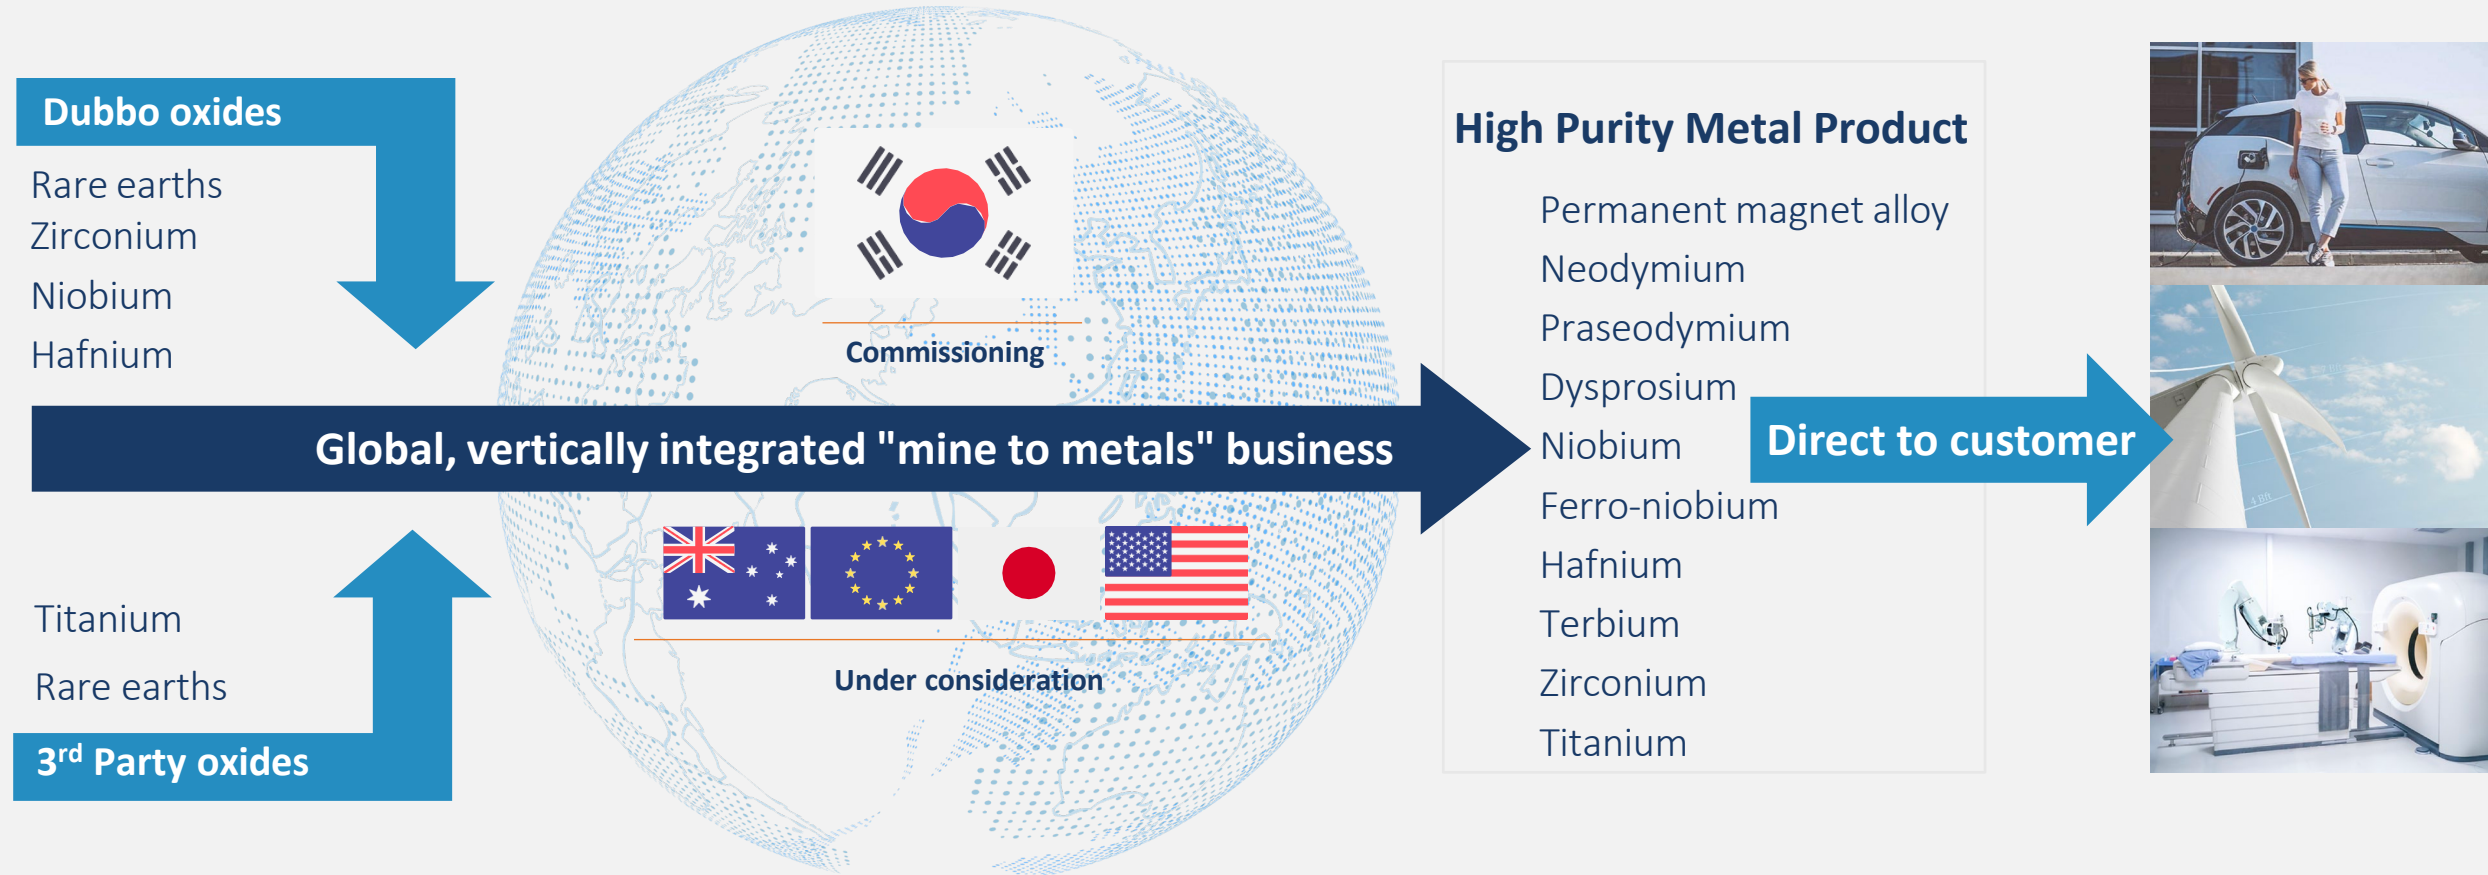 Dubbo oxides
Rare earths
Zirconium
Niobium
Hafnium
Commissioning
Global, vertically integrated "mine to metals" business
Under consideration
Titanium
Rare earths
3rd Party oxides
High Purity Metal Product
Permanent magnet alloy
Neodymium
Praseodymium
Dysprosium
Niobium
Ferro-niobium
Hafnium
Terbium
Zirconium
Titanium
Direct to customer